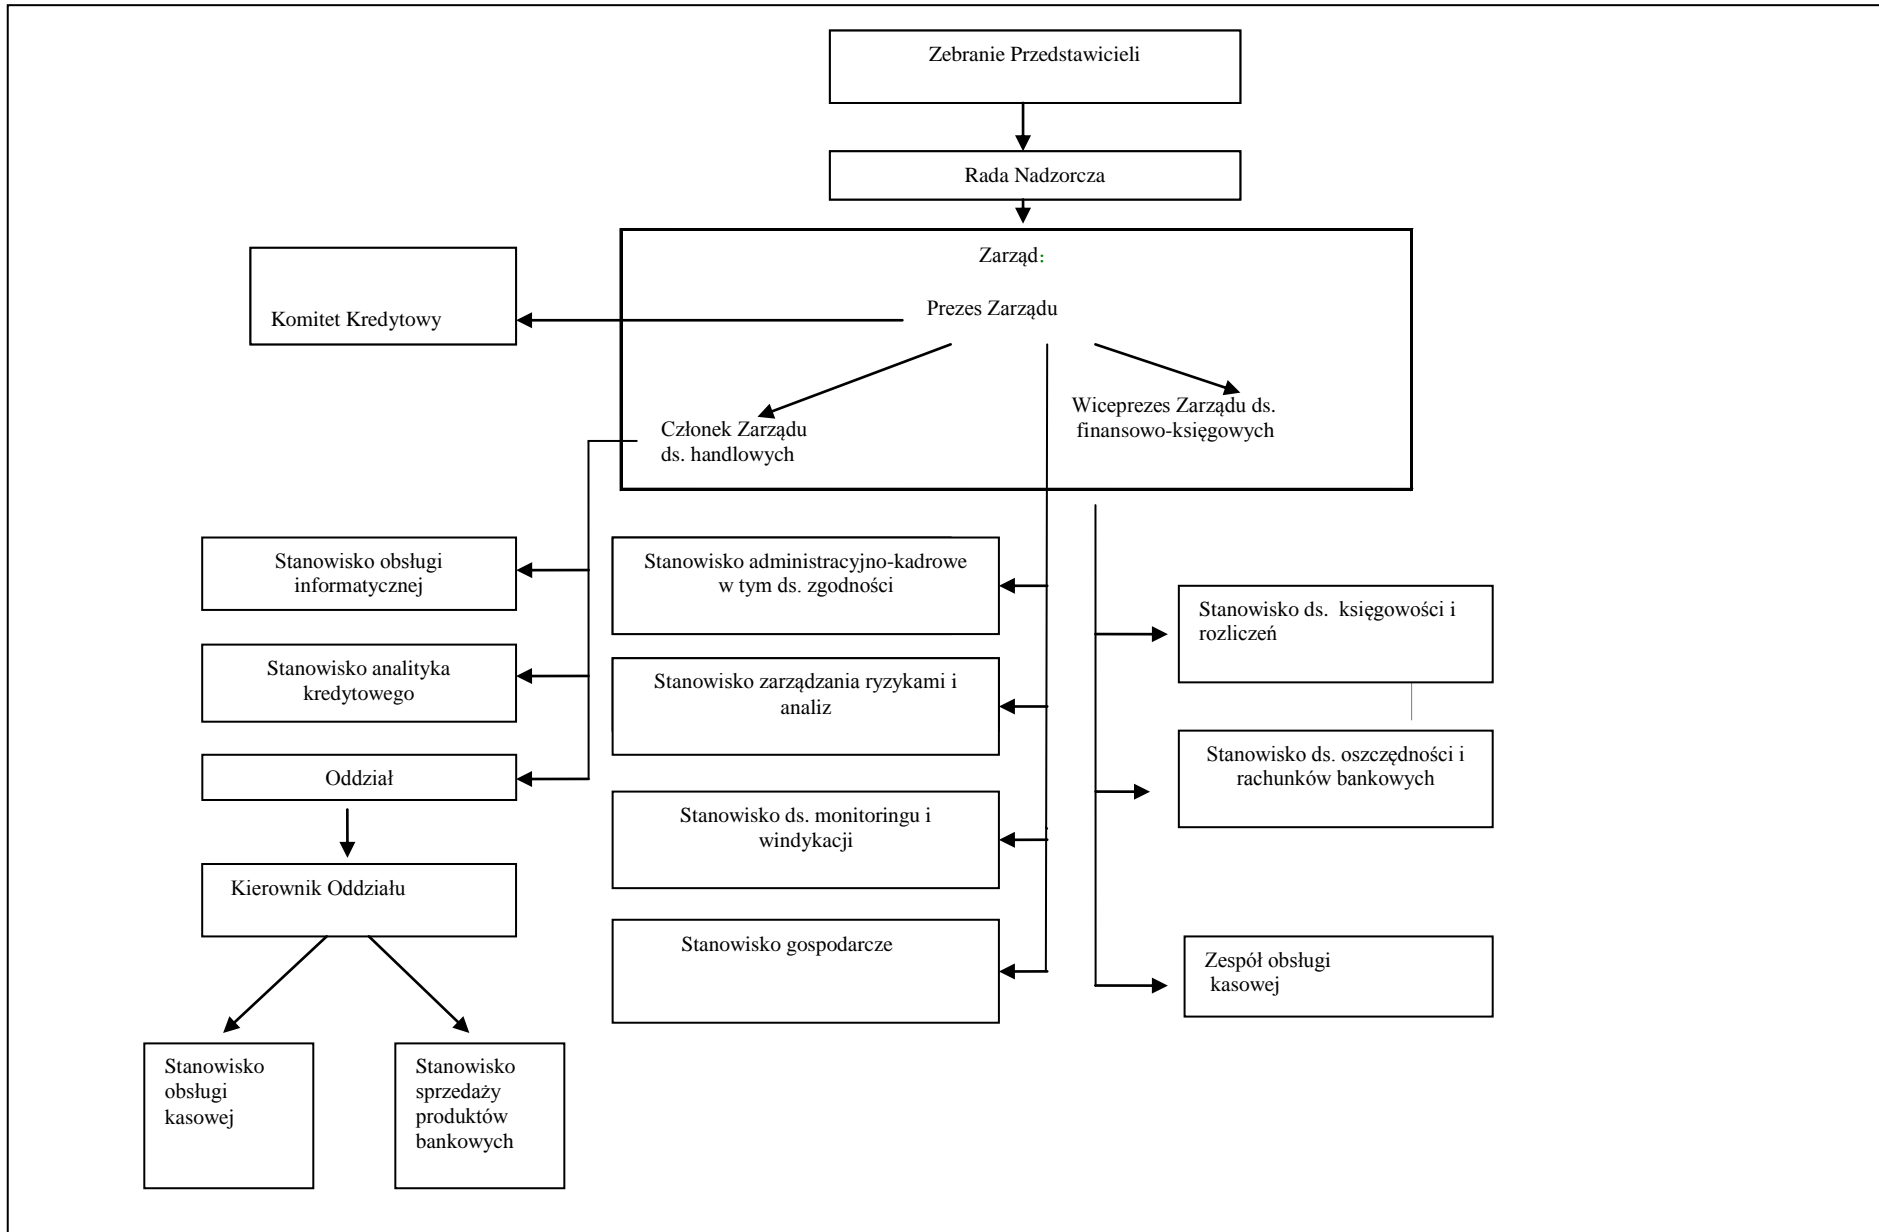 Zebranie Przedstawicieli
Rada Nadzorcza
Zarząd:
Prezes Zarządu
Komitet Kredytowy
Wiceprezes Zarządu ds.
finansowo-księgowych
Członek Zarządu
ds. handlowych
Stanowisko obsługi
informatycznej
Stanowisko analityka
kredytowego
Oddział
Kierownik Oddziału
Stanowisko
obsługi
kasowej
Stanowisko
sprzedaży
produktów
bankowych
Stanowisko administracyjno-kadrowe
w tym ds. zgodności
Stanowisko zarządzania ryzykami i
analiz
Stanowisko ds. monitoringu i
windykacji
Stanowisko gospodarcze
Stanowisko ds. księgowości i
rozliczeń
Stanowisko ds. oszczędności i
rachunków bankowych
Zespół obsługi
kasowej